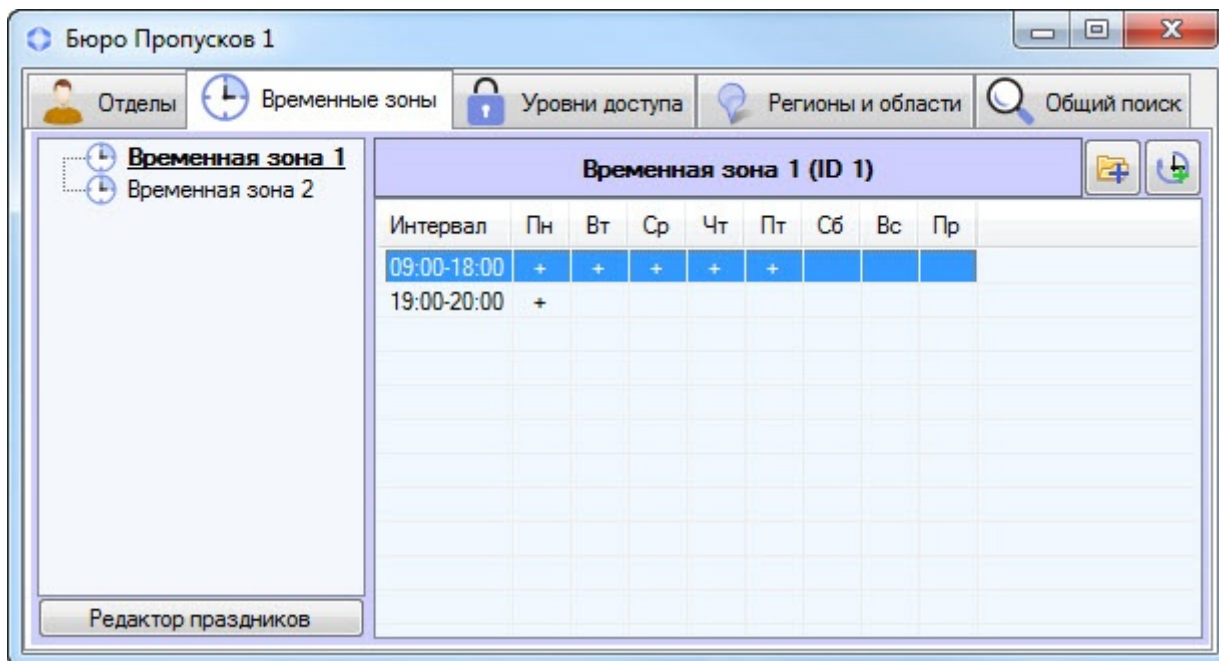 Бюро Пропусков 1
Отделы Временные зоны Уровни доступа Регионы и области Общий поиск
Временная зона 1
Временная зона 2
Временная зона 1 (ID 1)
Интервал Пн Вт Ср Чт Пт Сб Вс Пр
09:00-18:00 + + + + +
19:00-20:00 +
Редактор праздников